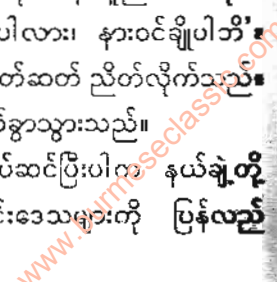 ပါလား၊ နားဝင်ချိုပါဘိ'။
ဆတ် ညိတ်လိုက်သည်။
ခွာသွားသည်။
ဆင်ပြီးပါက နယ်ချဲ့တို့
ဒေသများကို ပြန်လည်
www.burmeseclassic.com